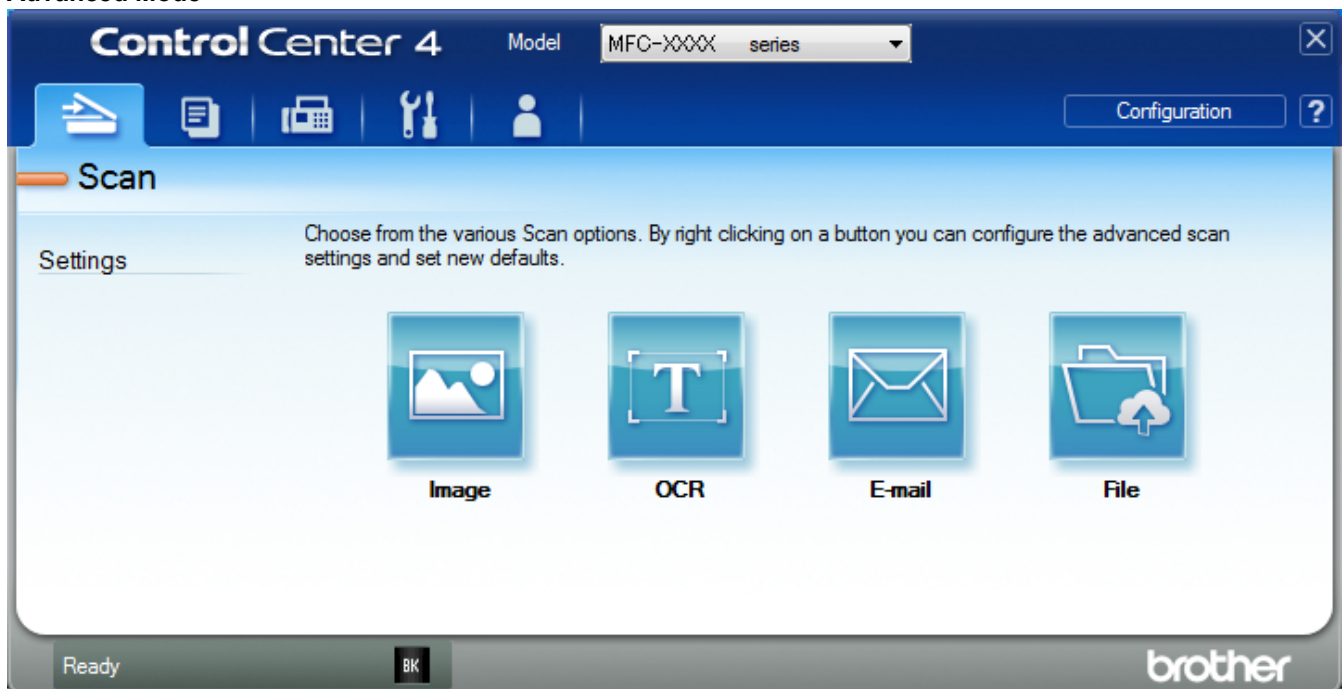 Advanced Mode
Control Center 4
Model
MFC-XXXX series
X
Configuration
?
Scan
Settings
Choose from the various Scan options. By right clicking on a button you can configure the advanced scan
settings and set new defaults.
T
Image
OCR
E-mail
File
Ready
BK
brother